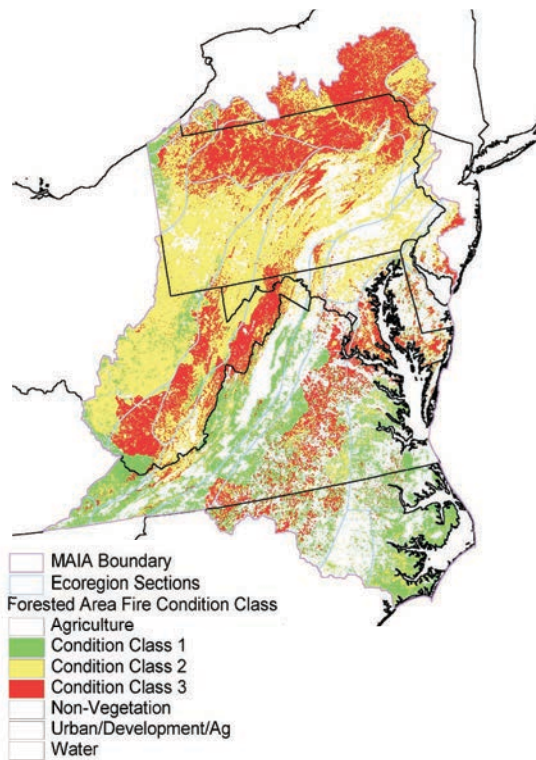 MAIA Boundary
Ecoregion Sections
Forested Area Fire Condition Class
Agriculture
Condition Class 1
Condition Class 2
Condition Class 3
Non-Vegetation
Urban/Development/Ag
Water